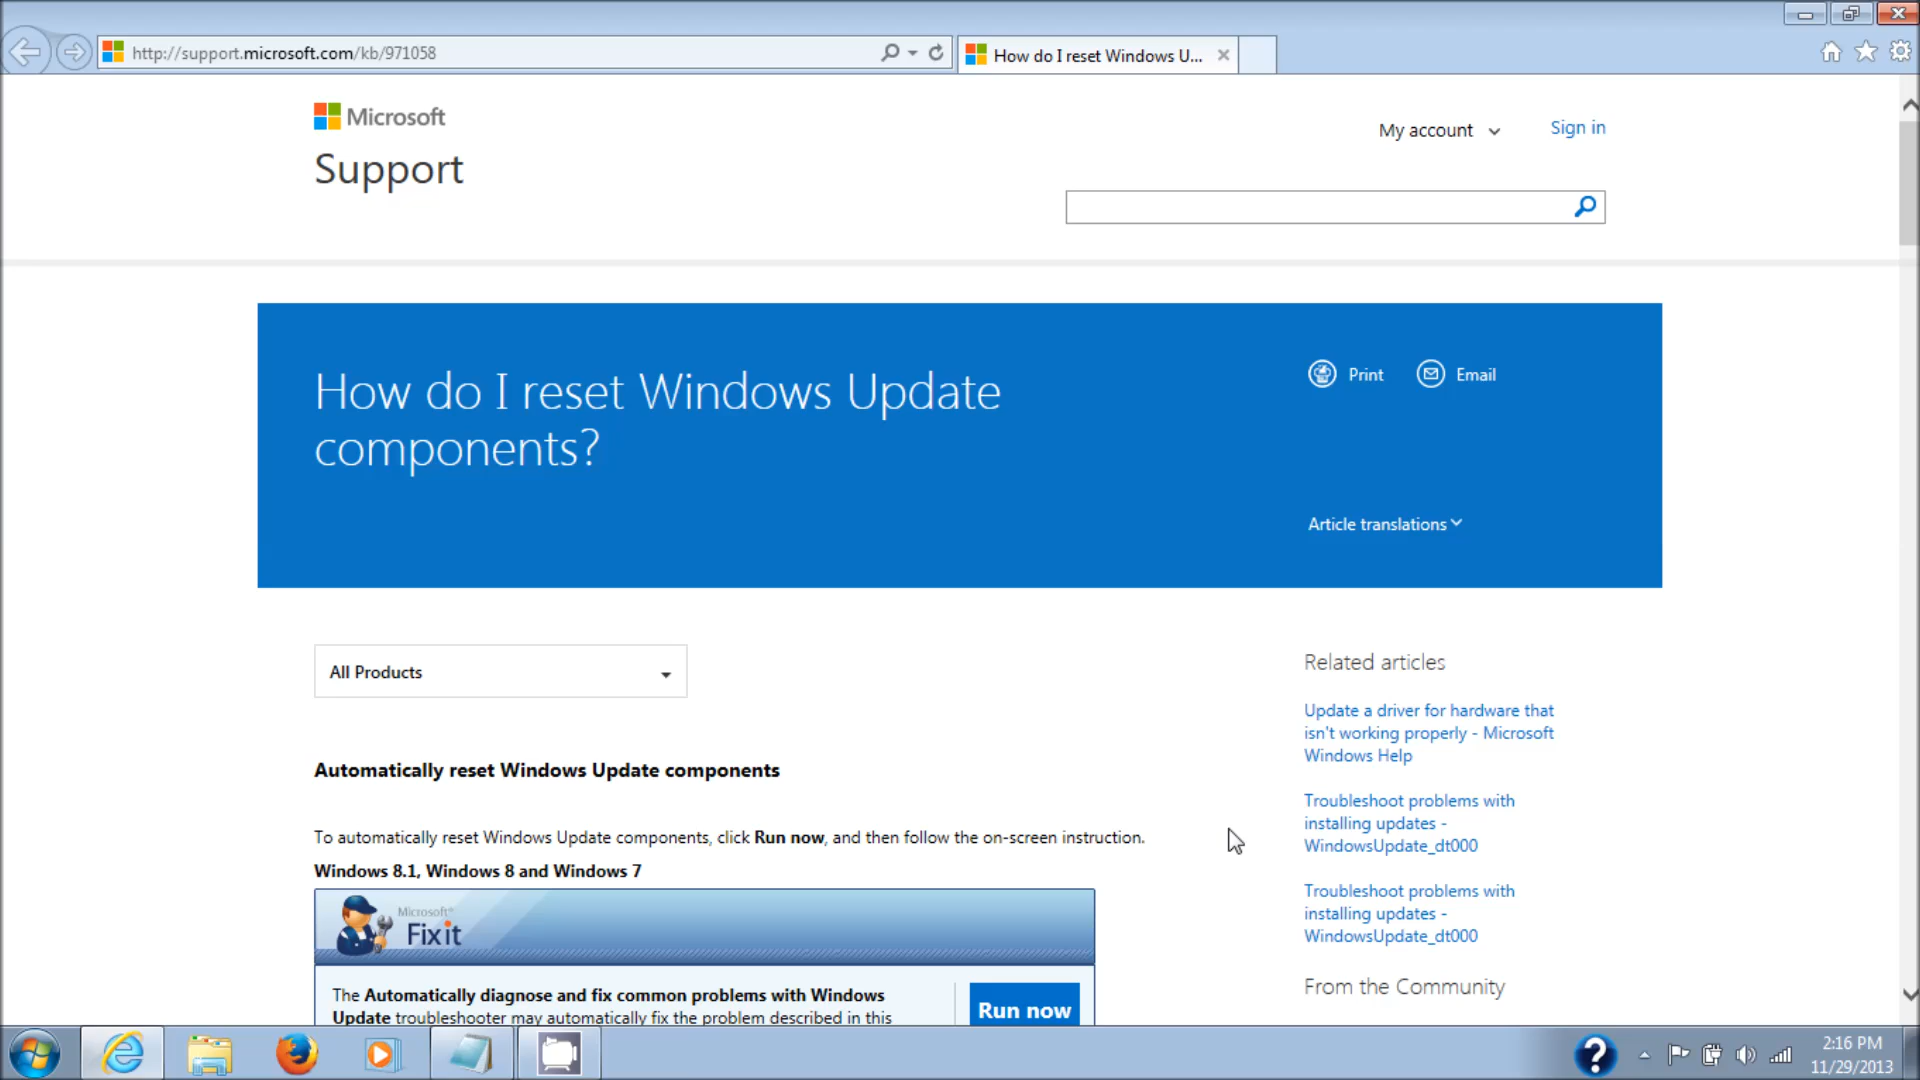 http://support.microsoft.com/kb/971058
How do I reset Windows U...
Microsoft
Support
My account
Sign in
How do I reset Windows Update
components?
Print
Email
Article translations
All Products
Related articles
Update a driver for hardware that
isn't working properly - Microsoft
Windows Help
Troubleshoot problems with
installing updates -
WindowsUpdate_dt000
Troubleshoot problems with
installing updates -
WindowsUpdate_dt000
From the Community
Automatically reset Windows Update components
To automatically reset Windows Update components, click Run now, and then follow the on-screen instruction.
Windows 8.1, Windows 8 and Windows 7
Microsoft®
Fix it
The Automatically diagnose and fix common problems with Windows
Update troubleshooter may automatically fix the problem described in this
Run now
2:16 PM
11/29/2013